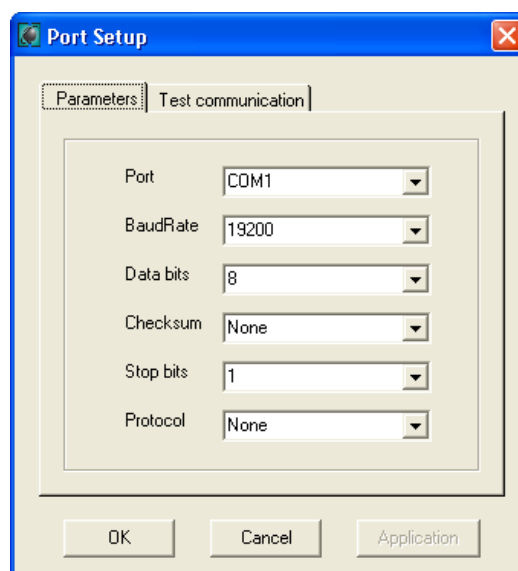 Port Setup
Parameters Test communication
Port COM1
BaudRate 19200
Data bits 8
Checksum None
Stop bits 1
Protocol None
OK Cancel Application